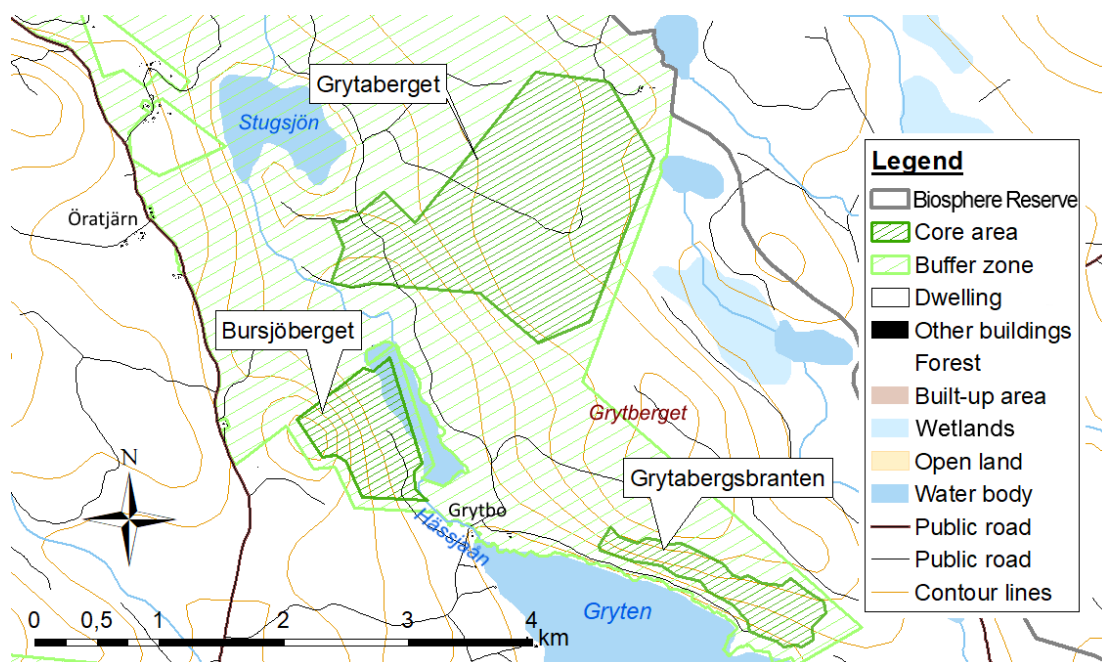 Grytaberget
Stugsjön
Öratjärn
Bursjöberget
Grytberget
Grytabergsbranten
Grytbo
Hässjaån
Gryten
N
0 0,5 1 2 3 4
km
Legend
Biosphere Reserve
Core area
Buffer zone
Dwelling
Other buildings
Forest
Built-up area
Wetlands
Open land
Water body
Public road
Public road
Contour lines